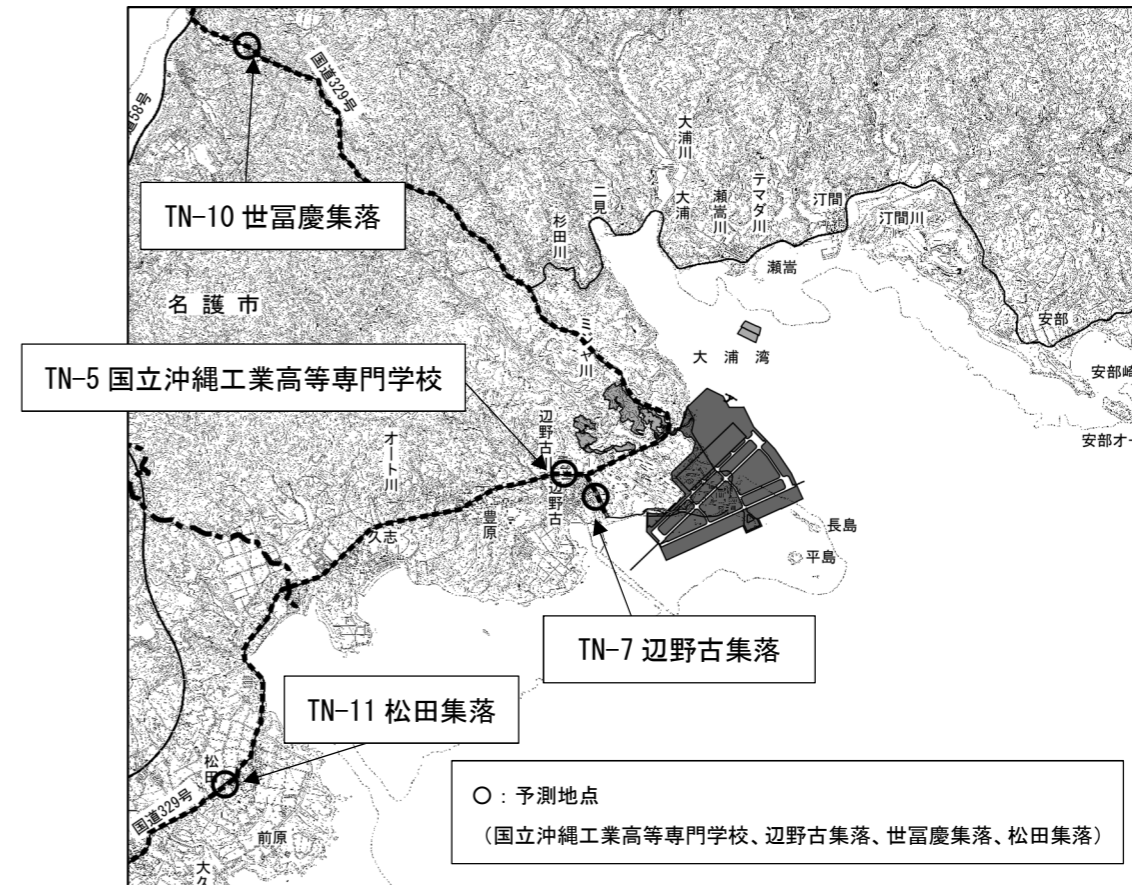 国道329号
道58号
大浦川
大浦
瀬嵩川
テマダ川
汀間
汀間川
二見
杉田川
瀬嵩
TN-10 世冨慶集落
名護市
ミジャ川
安部
大浦湾
安部崎
TN-5 国立沖縄工業高等専門学校
安部オー
オート川
辺野古川
辺野古
豊原
久志
長島
平島
TN-7 辺野古集落
TN-11 松田集落
松田
国道329号
前原
大久
○:予測地点
(国立沖縄工業高等専門学校、辺野古集落、世冨慶集落、松田集落)